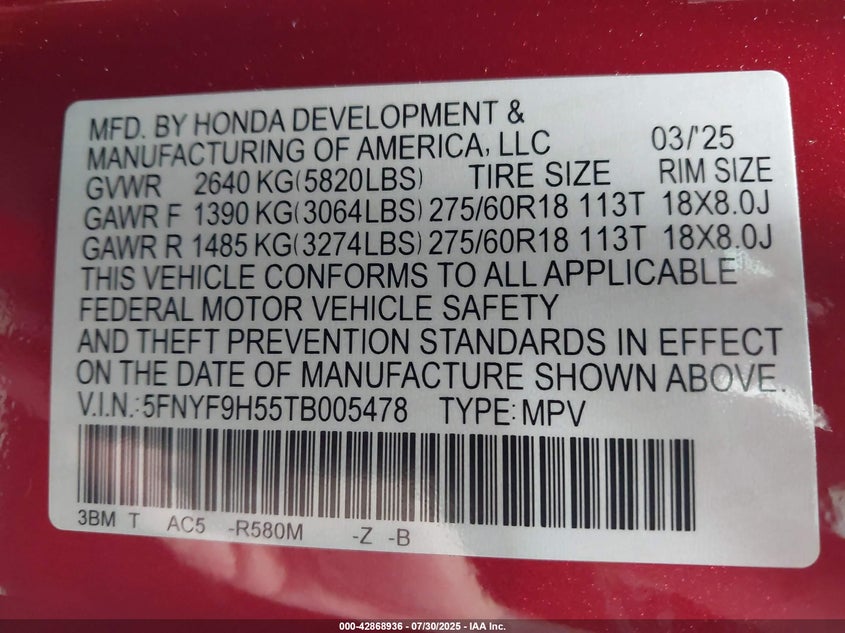 MFD. BY HONDA DEVELOPMENT &
MANUFACTURING OF AMERICA, LLC 03/'25
GVWR 2640 KG(5820LBS) TIRE SIZE RIM SIZE
GAWR F 1390 KG(3064LBS) 275/60R18 113T 18X8.0J
GAWR R 1485 KG(3274LBS) 275/60R18 113T 18X8.0J
THIS VEHICLE CONFORMS TO ALL APPLICABLE
FEDERAL MOTOR VEHICLE SAFETY
AND THEFT PREVENTION STANDARDS IN EFFECT
ON THE DATE OF MANUFACTURE SHOWN ABOVE.
V.I.N.:5FNYF9H55TB005478 TYPE: MPV
3BM T AC5 -R580M -Z -B
000-42868936 - 07/30/2025 - IAA Inc.